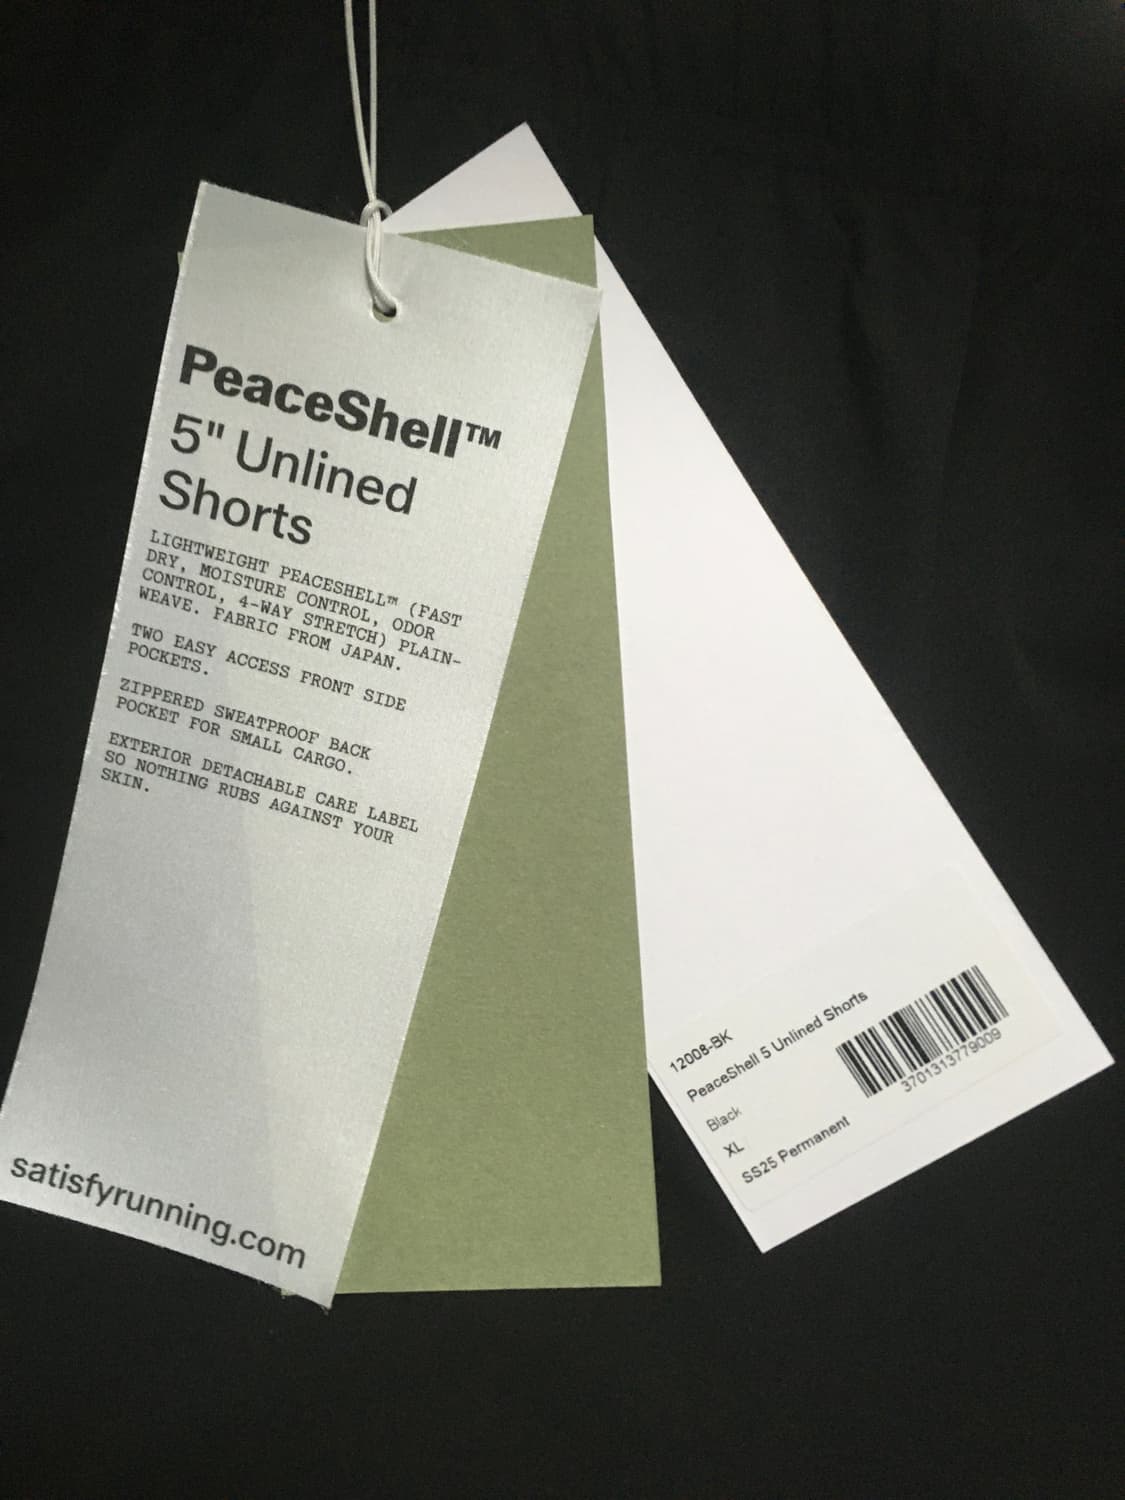 PeaceShell™
5" Unlined
Shorts
LIGHTWEIGHT PEACESHELL™ (FAST
DRY, MOISTURE CONTROL, ODOR
CONTROL, 4-WAY STRETCH) PLAIN-
WEAVE. FABRIC FROM JAPAN.
TWO EASY ACCESS FRONT SIDE
POCKETS.
ZIPPERED SWEATPROOF BACK
POCKET FOR SMALL CARGO.
EXTERIOR DETACHABLE CARE LABEL
SO NOTHING RUBS AGAINST YOUR
SKIN.
satisfyrunning.com
12008-BK
PeaceShell 5 Unlined Shorts
Black
XL
SS25 Permanent
3701313779009